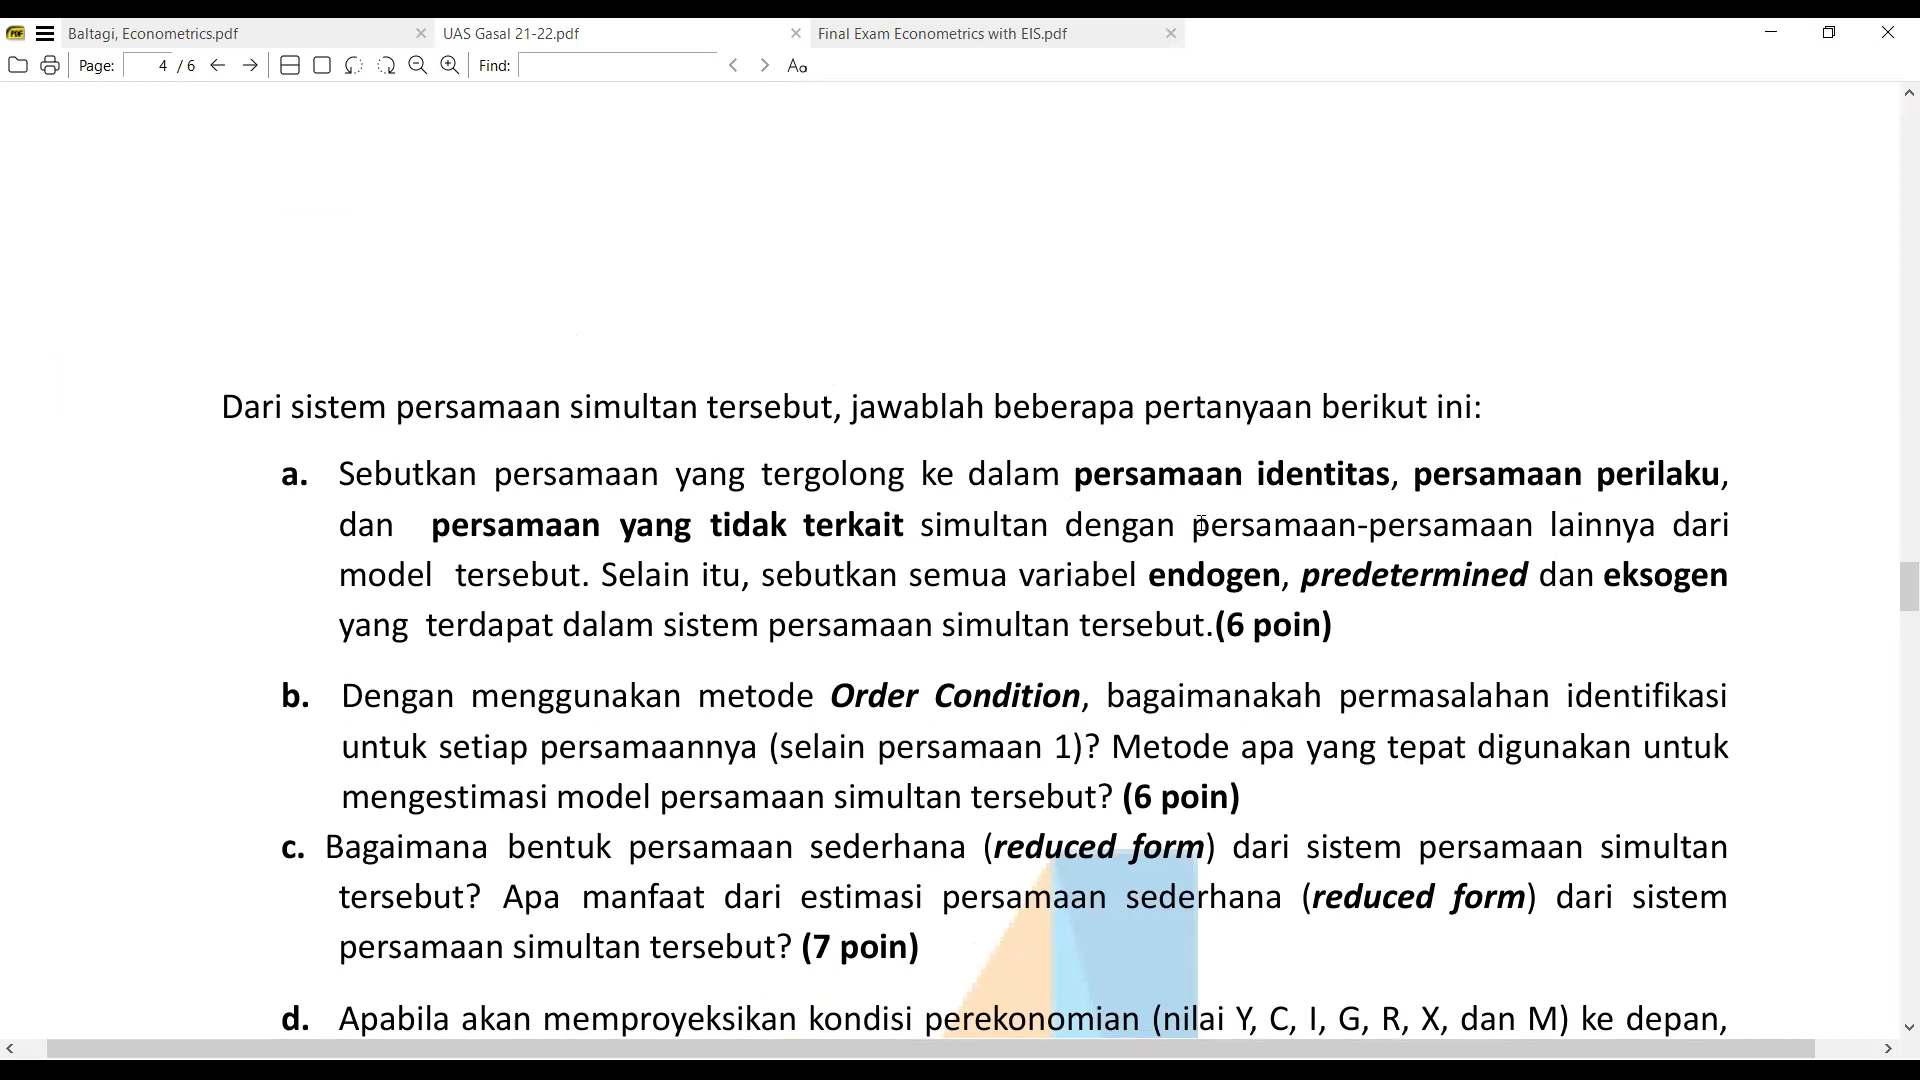 Baltagi, Econometrics.pdf
UAS Gasal 21-22.pdf
Final Exam Econometrics with EIS.pdf
Page: 4 / 6 Find: Aa
Dari sistem persamaan simultan tersebut, jawablah beberapa pertanyaan berikut ini:
a. Sebutkan persamaan yang tergolong ke dalam persamaan identitas, persamaan perilaku,
dan persamaan yang tidak terkait simultan dengan persamaan-persamaan lainnya dari
model tersebut. Selain itu, sebutkan semua variabel endogen, predetermined dan eksogen
yang terdapat dalam sistem persamaan simultan tersebut.(6 poin)
b. Dengan menggunakan metode Order Condition, bagaimanakah permasalahan identifikasi
untuk setiap persamaannya (selain persamaan 1)? Metode apa yang tepat digunakan untuk
mengestimasi model persamaan simultan tersebut? (6 poin)
c. Bagaimana bentuk persamaan sederhana (reduced form) dari sistem persamaan simultan
tersebut? Apa manfaat dari estimasi persamaan sederhana (reduced form) dari sistem
persamaan simultan tersebut? (7 poin)
d. Apabila akan memproyeksikan kondisi perekonomian (nilai Y, C, I, G, R, X, dan M) ke depan,